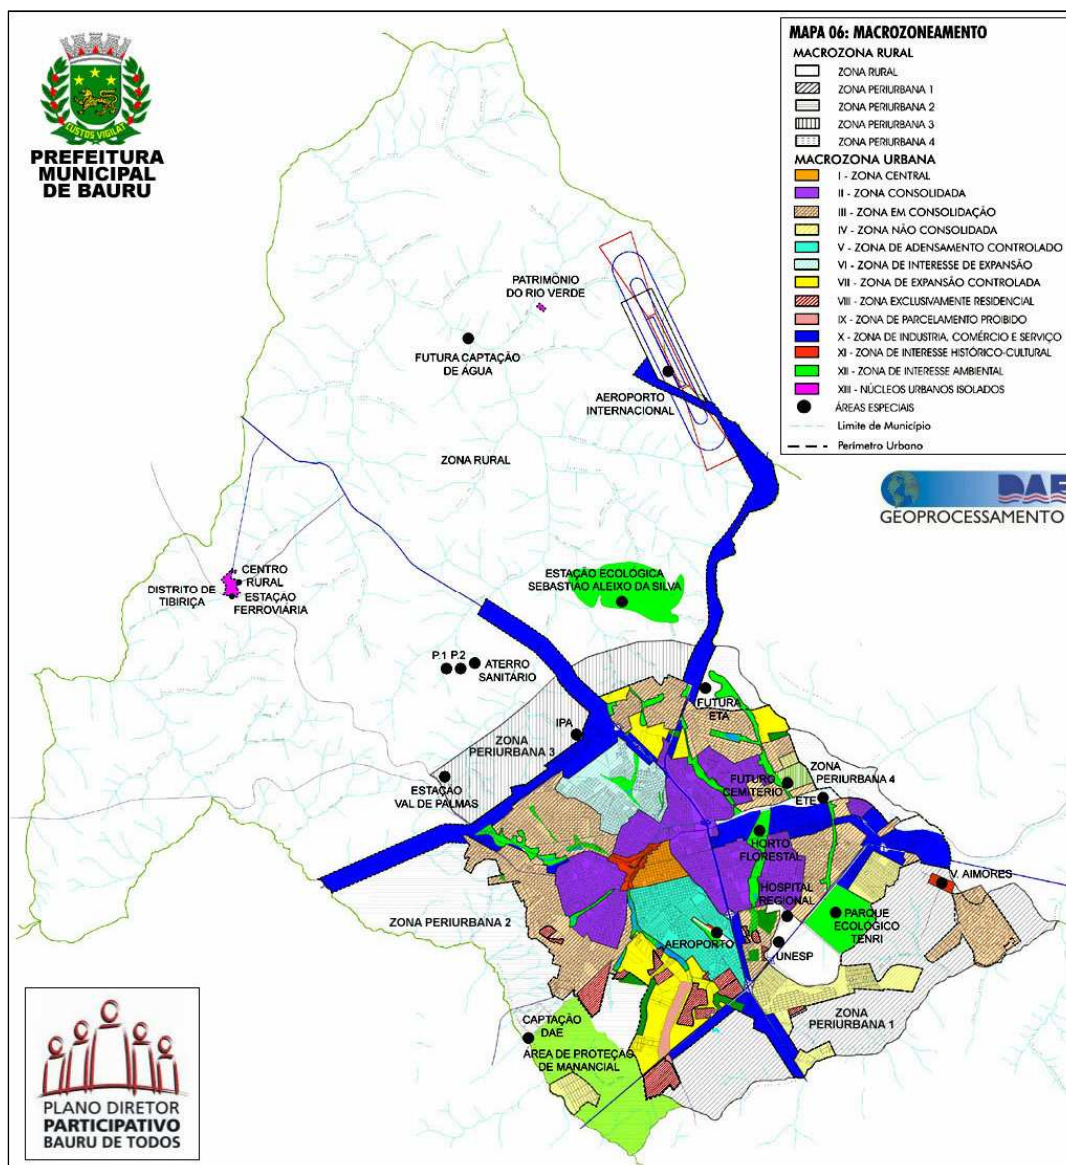 CUSTOS VIGILAT
PREFEITURA
MUNICIPAL
DE BAURU
MAPA 06: MACROZONEAMENTO
MACROZONA RURAL
ZONA RURAL
ZONA PERIURBANA 1
ZONA PERIURBANA 2
ZONA PERIURBANA 3
ZONA PERIURBANA 4
MACROZONA URBANA
I - ZONA CENTRAL
II - ZONA CONSOLIDADA
III - ZONA EM CONSOLIDAÇÃO
IV - ZONA NÃO CONSOLIDADA
V - ZONA DE ADENSAMENTO CONTROLADO
VI - ZONA DE INTERESSE DE EXPANSÃO
VII - ZONA DE EXPANSÃO CONTROLADA
VIII - ZONA EXCLUSIVAMENTE RESIDENCIAL
IX - ZONA DE PARCELAMENTO PROIBIDO
X - ZONA DE INDUSTRIA, COMÉRCIO E SERVIÇO
XI - ZONA DE INTERESSE HISTÓRICO-CULTURAL
XII - ZONA DE INTERESSE AMBIENTAL
XIII - NÚCLEOS URBANOS ISOLADOS
ÁREAS ESPECIAIS
Limite de Município
Perímetro Urbano
DAE
GEOPROCESSAMENTO
PATRIMÔNIO
DO RIO VERDE
FUTURA CAPTAÇÃO
DE ÁGUA
AEROPORTO
INTERNACIONAL
ZONA RURAL
ESTAÇÃO ECOLÓGICA
SEBASTIÃO ALEIXO DA SILVA
CENTRO
RURAL
DISTRITO DE
TIBIRIÇA
ESTAÇÃO
FERROVIÁRIA
P.1 P.2
ATERRO
SANITÁRIO
FUTURA
ETA
IPA
ZONA
PERIURBANA 3
ZONA
PERIURBANA 4
ESTAÇÃO
VAL DE PALMAS
FUTURO
CEMITERIO
ETE
HORTO
FLORESTAL
V. AIMORES
HOSPITAL
REGIONAL
ZONA PERIURBANA 2
PARQUE
ECOLÓGICO
TENRI
AEROPORTO
UNESP
ZONA
PERIURBANA 1
CAPTAÇÃO
DAE
ÁREA DE PROTEÇÃO
DE MANANCIAL
PLANO DIRETOR
PARTICIPATIVO
BAURU DE TODOS